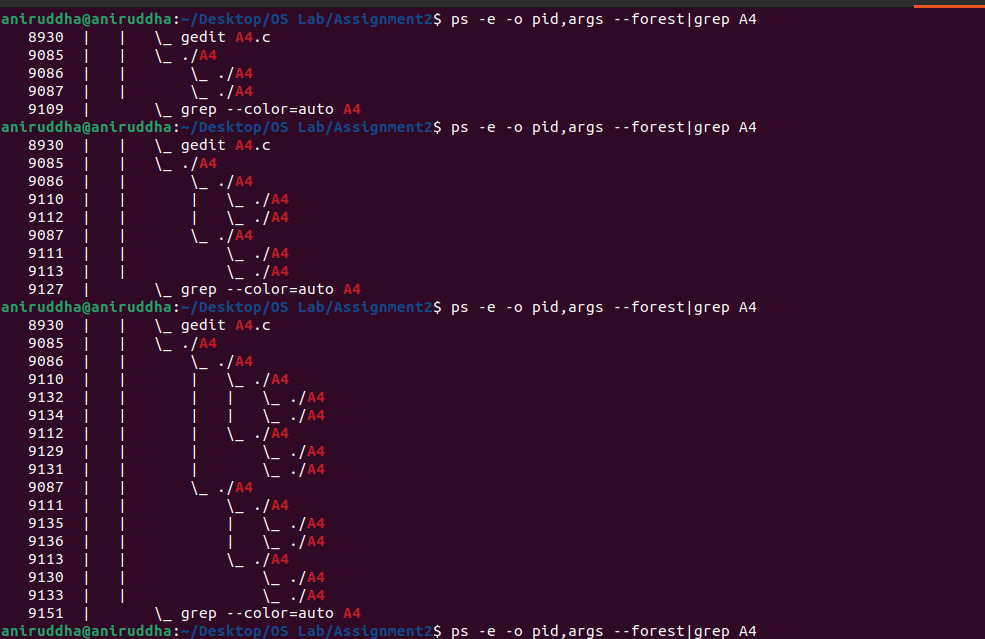 aniruddha@aniruddha:~/Desktop/OS Lab/Assignment2$ ps -e -o pid,args --forest|grep A4
   8930  |   |   \_ gedit A4.c
   9085  |   |   \_ ./A4
   9086  |   |       \_ ./A4
   9087  |   |       \_ ./A4
   9109  |       \_ grep --color=auto A4
aniruddha@aniruddha:~/Desktop/OS Lab/Assignment2$ ps -e -o pid,args --forest|grep A4
   8930  |   |   \_ gedit A4.c
   9085  |   |   \_ ./A4
   9086  |   |       \_ ./A4
   9110  |   |       |   \_ ./A4
   9112  |   |       |   \_ ./A4
   9087  |   |       \_ ./A4
   9111  |   |           \_ ./A4
   9113  |   |           \_ ./A4
   9127  |       \_ grep --color=auto A4
aniruddha@aniruddha:~/Desktop/OS Lab/Assignment2$ ps -e -o pid,args --forest|grep A4
   8930  |   |   \_ gedit A4.c
   9085  |   |   \_ ./A4
   9086  |   |       \_ ./A4
   9110  |   |       |   \_ ./A4
   9132  |   |       |   |   \_ ./A4
   9134  |   |       |   |   \_ ./A4
   9112  |   |       |   \_ ./A4
   9129  |   |       |       \_ ./A4
   9131  |   |       |       \_ ./A4
   9087  |   |       \_ ./A4
   9111  |   |           \_ ./A4
   9135  |   |           |   \_ ./A4
   9136  |   |           |   \_ ./A4
   9113  |   |           \_ ./A4
   9130  |   |               \_ ./A4
   9133  |   |               \_ ./A4
   9151  |       \_ grep --color=auto A4
aniruddha@aniruddha:~/Desktop/OS Lab/Assignment2$ ps -e -o pid,args --forest|grep A4